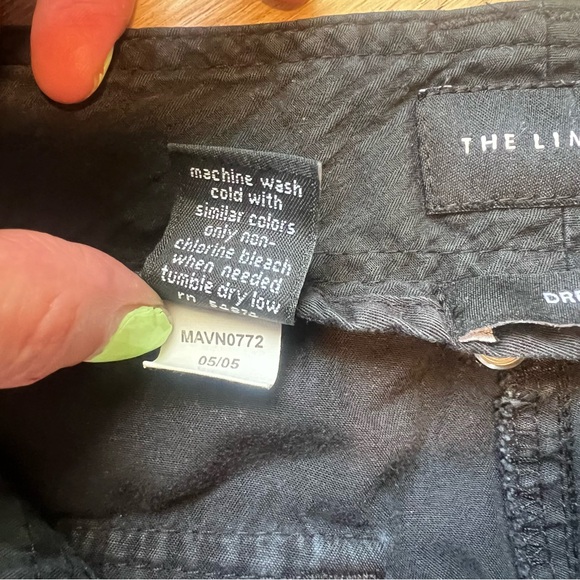 machine wash
cold with
similar colors
only non-
chlorine bleach
when needed
tumble dry low
rn
MAVN0772
05/05
THE LIM
DRE